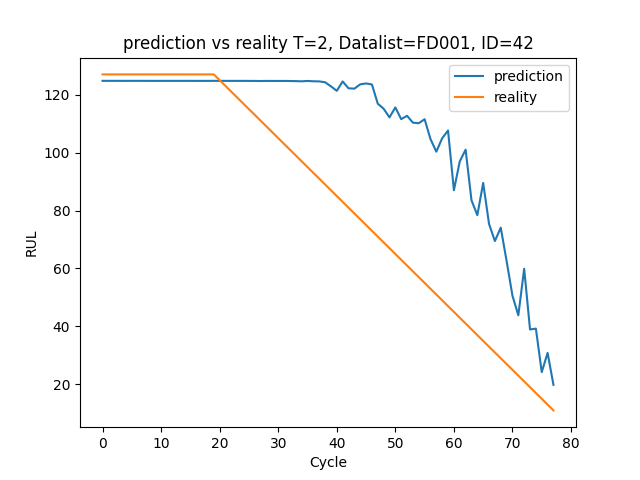 prediction vs reality T=2, Datalist=FD001, ID=42
prediction
reality
120
100
80
60
40
20
RUL
0 10 20 30 40 50 60 70 80
Cycle